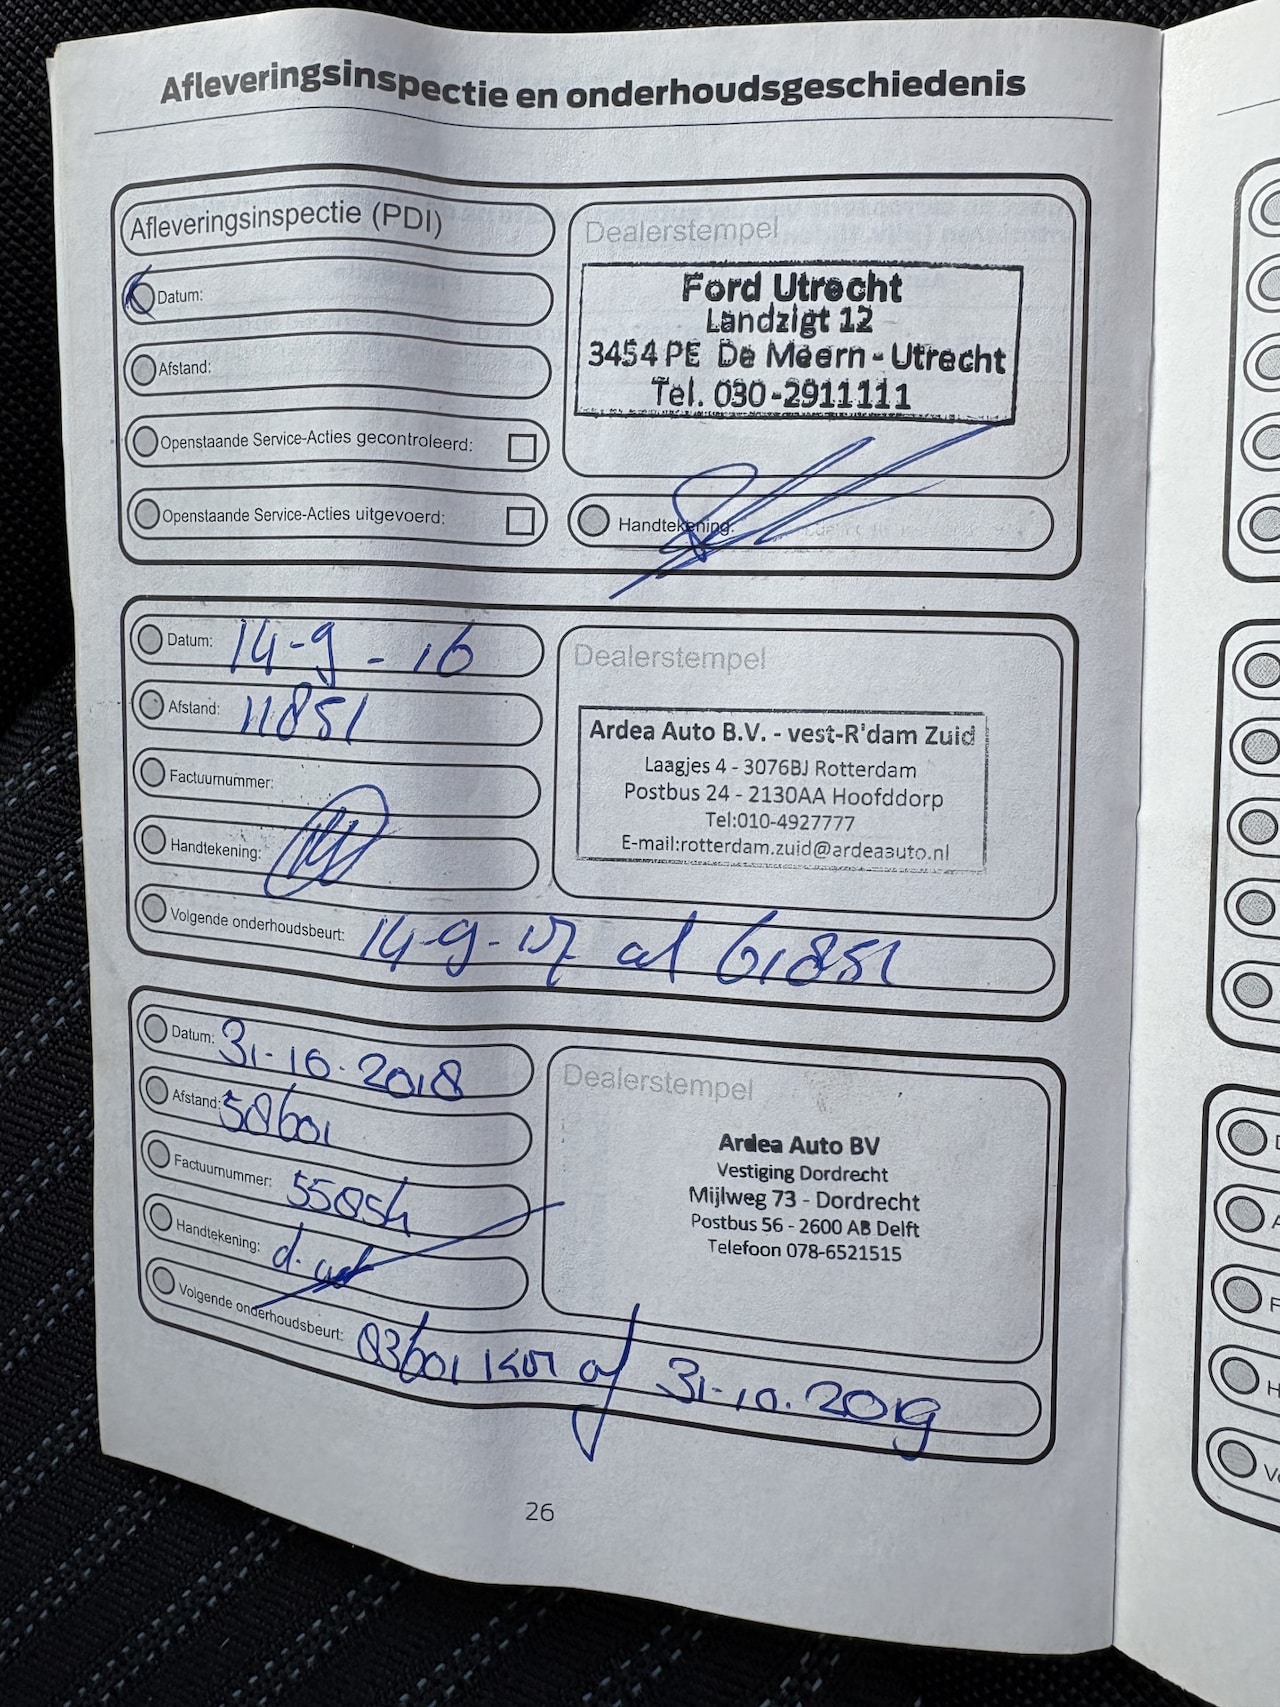 Afleveringsinspectie en onderhoudsgeschiedenis
Afleveringsinspectie (PDI)
Datum:
Afstand:
Openstaande Service-Acties gecontroleerd:
Openstaande Service-Acties uitgevoerd:
Dealerstempel
Ford Utrecht
Landzigt 12
3454 PE De Meern - Utrecht
Tel. 030-2911111
Handtekening:
Datum: 14-9-16
Afstand: 11851
Factuurnummer:
Handtekening:
Volgende onderhoudsbeurt: 14-9-17 of 61851
Dealerstempel
Ardea Auto B.V. - vest-R'dam Zuid
Laagjes 4 - 3076BJ Rotterdam
Postbus 24 - 2130AA Hoofddorp
Tel:010-4927777
E-mail:rotterdam.zuid@ardeaauto.nl
Datum: 31-10-2018
Afstand: 58601
Factuurnummer:
Handtekening:
Volgende onderhoudsbeurt: 83601 km of 31-10-2019
Dealerstempel
Ardea Auto BV
Vestiging Dordrecht
Mijlweg 73 - Dordrecht
Postbus 56 - 2600 AB Delft
Telefoon 078-6521515
26